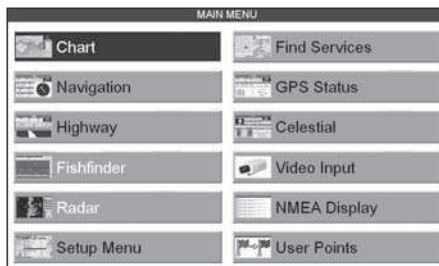 MAIN MENU
Chart
Navigation
Highway
Fishfinder
Radar
Setup Menu
Find Services
GPS Status
Celestial
Video Input
NMEA Display
User Points